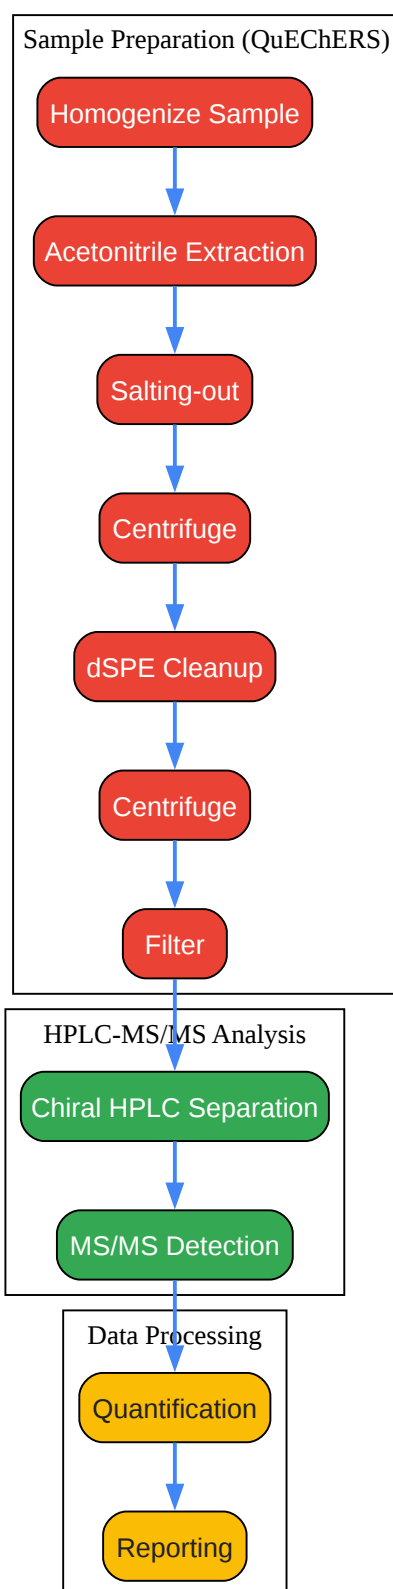 Sample Preparation (QuEChERS)
Homogenize Sample
Acetonitrile Extraction
Salting-out
Centrifuge
dSPE Cleanup
Centrifuge
Filter
HPLC-MS/MS Analysis
Chiral HPLC Separation
MS/MS Detection
Data Processing
Quantification
Reporting